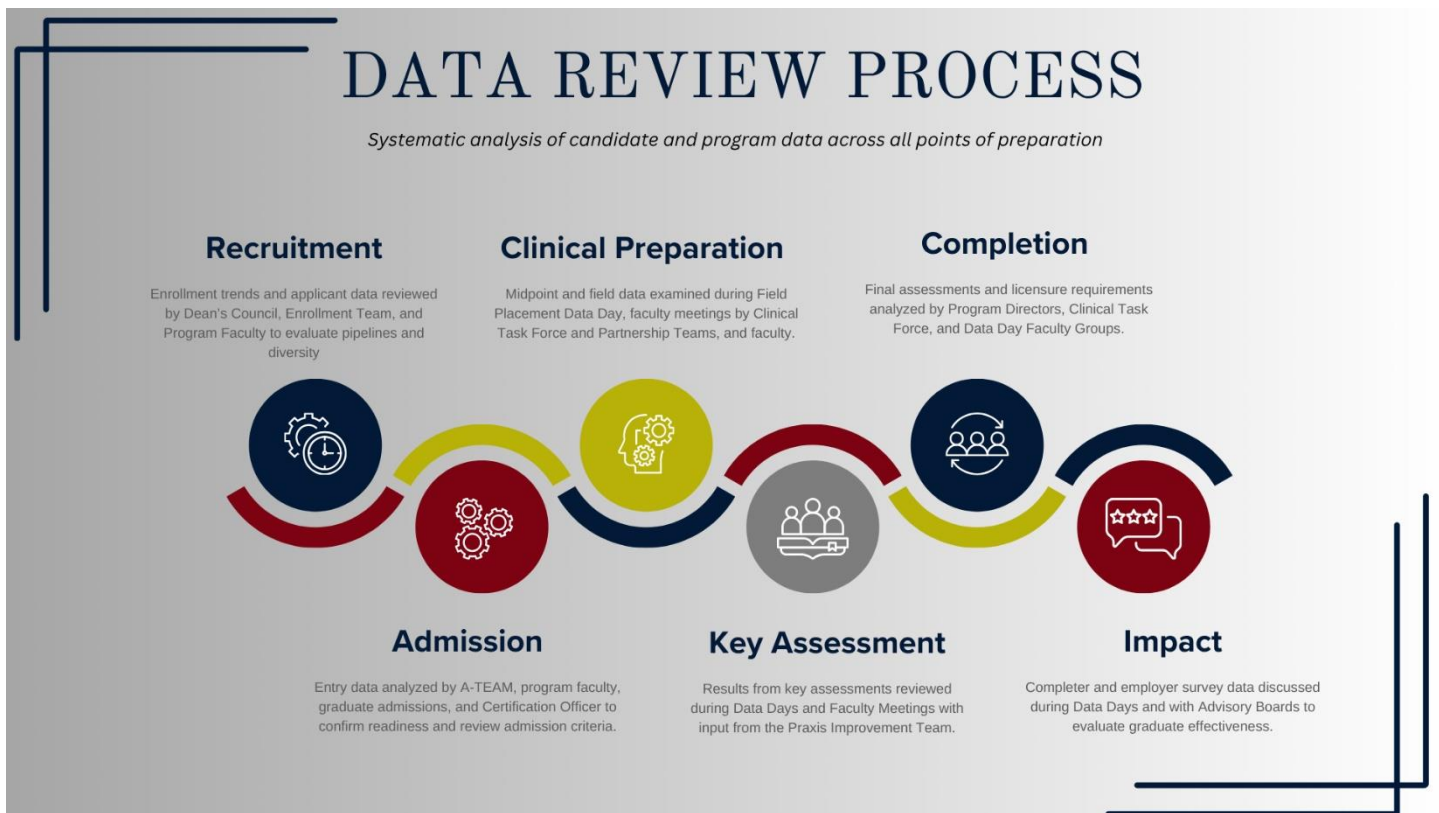 DATA REVIEW PROCESS
Systematic analysis of candidate and program data across all points of preparation
Recruitment
Enrollment trends and applicant data reviewed
by Dean's Council, Enrollment Team, and
Program Faculty to evaluate pipelines and
diversity
Clinical Preparation
Midpoint and field data examined during Field
Placement Data Day, faculty meetings by Clinical
Task Force and Partnership Teams, and faculty.
Completion
Final assessments and licensure requirements
analyzed by Program Directors, Clinical Task
Force, and Data Day Faculty Groups.
Admission
Entry data analyzed by A-TEAM, program faculty,
graduate admissions, and Certification Officer to
confirm readiness and review admission criteria.
Key Assessment
Results from key assessments reviewed
during Data Days and Faculty Meetings with
input from the Praxis Improvement Team.
Impact
Completer and employer survey data discussed
during Data Days and with Advisory Boards to
evaluate graduate effectiveness.